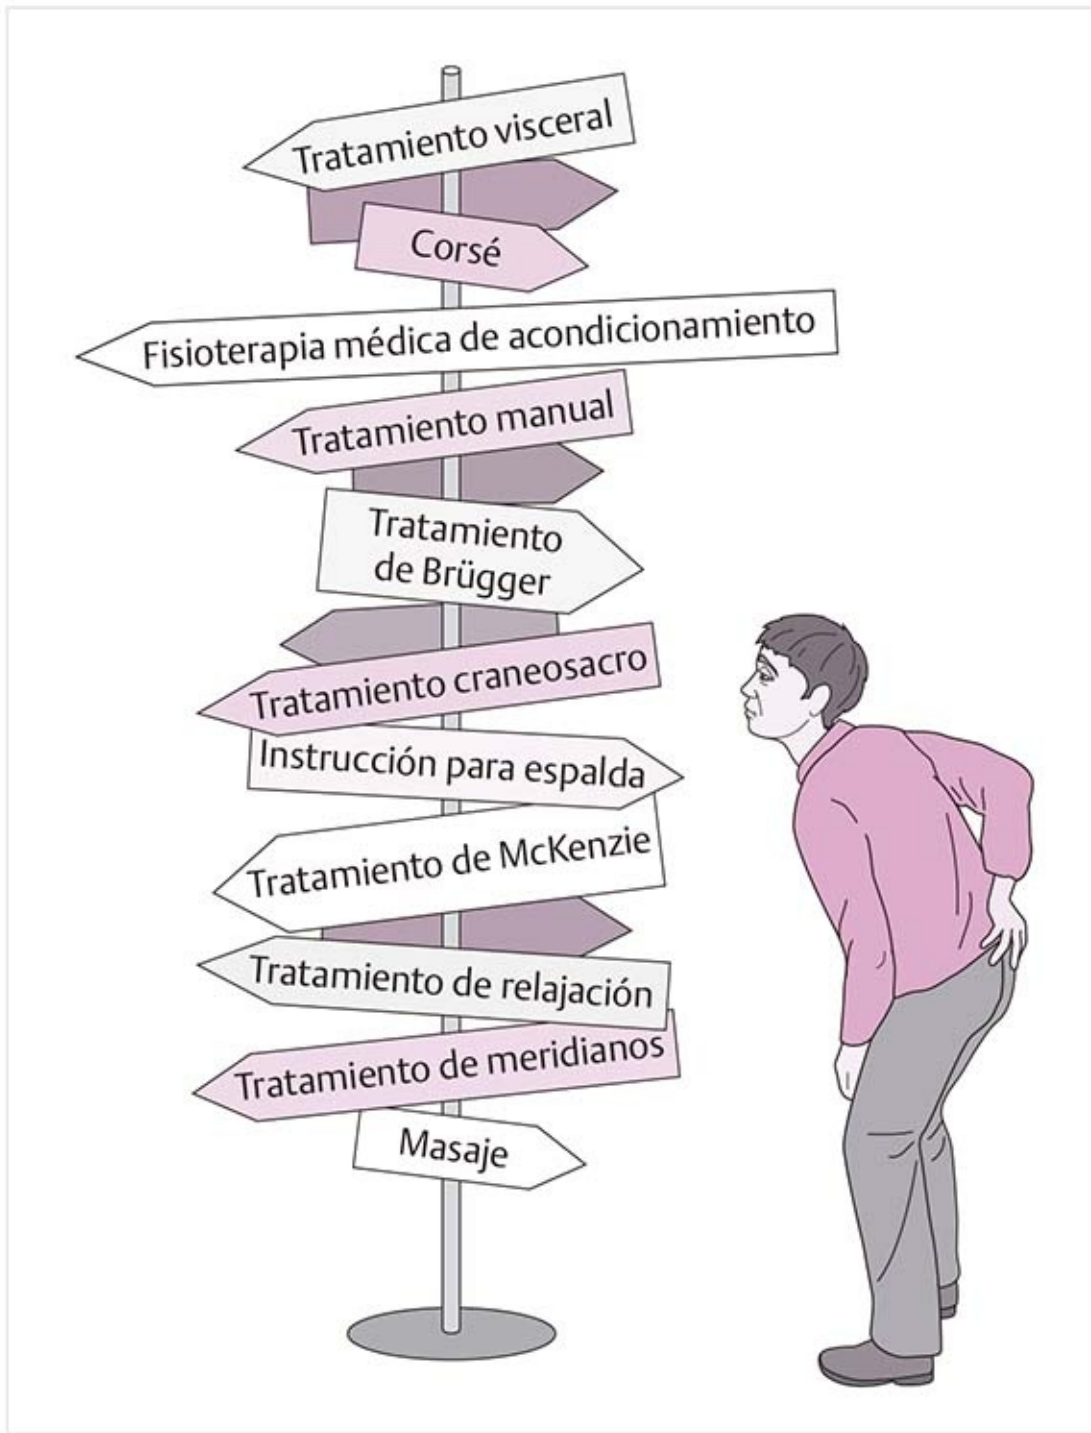 Tratamiento visceral
Corsé
Fisioterapia médica de acondicionamiento
Tratamiento manual
Tratamiento
de Brügger
Tratamiento craneosacro
Instrucción para espalda
Tratamiento de McKenzie
Tratamiento de relajación
Tratamiento de meridianos
Masaje